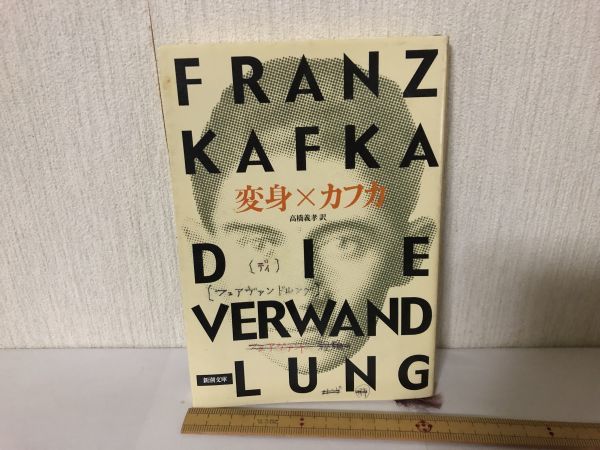 FRANZ
KAFKA
変身×カフカ
高橋義孝訳
DIE
(ディ)
(フェアヴァンドルング)
VERWAND
新潮文庫
LUNG